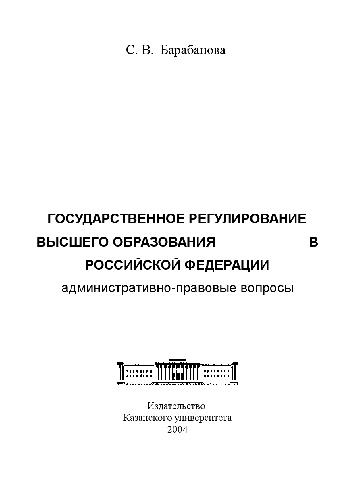 С. В. Барабанова
ГОСУДАРСТВЕННОЕ РЕГУЛИРОВАНИЕ
ВЫСШЕГО ОБРАЗОВАНИЯ В
РОССИЙСКОЙ ФЕДЕРАЦИИ
административно-правовые вопросы
Издательство
Казанского университета
2004